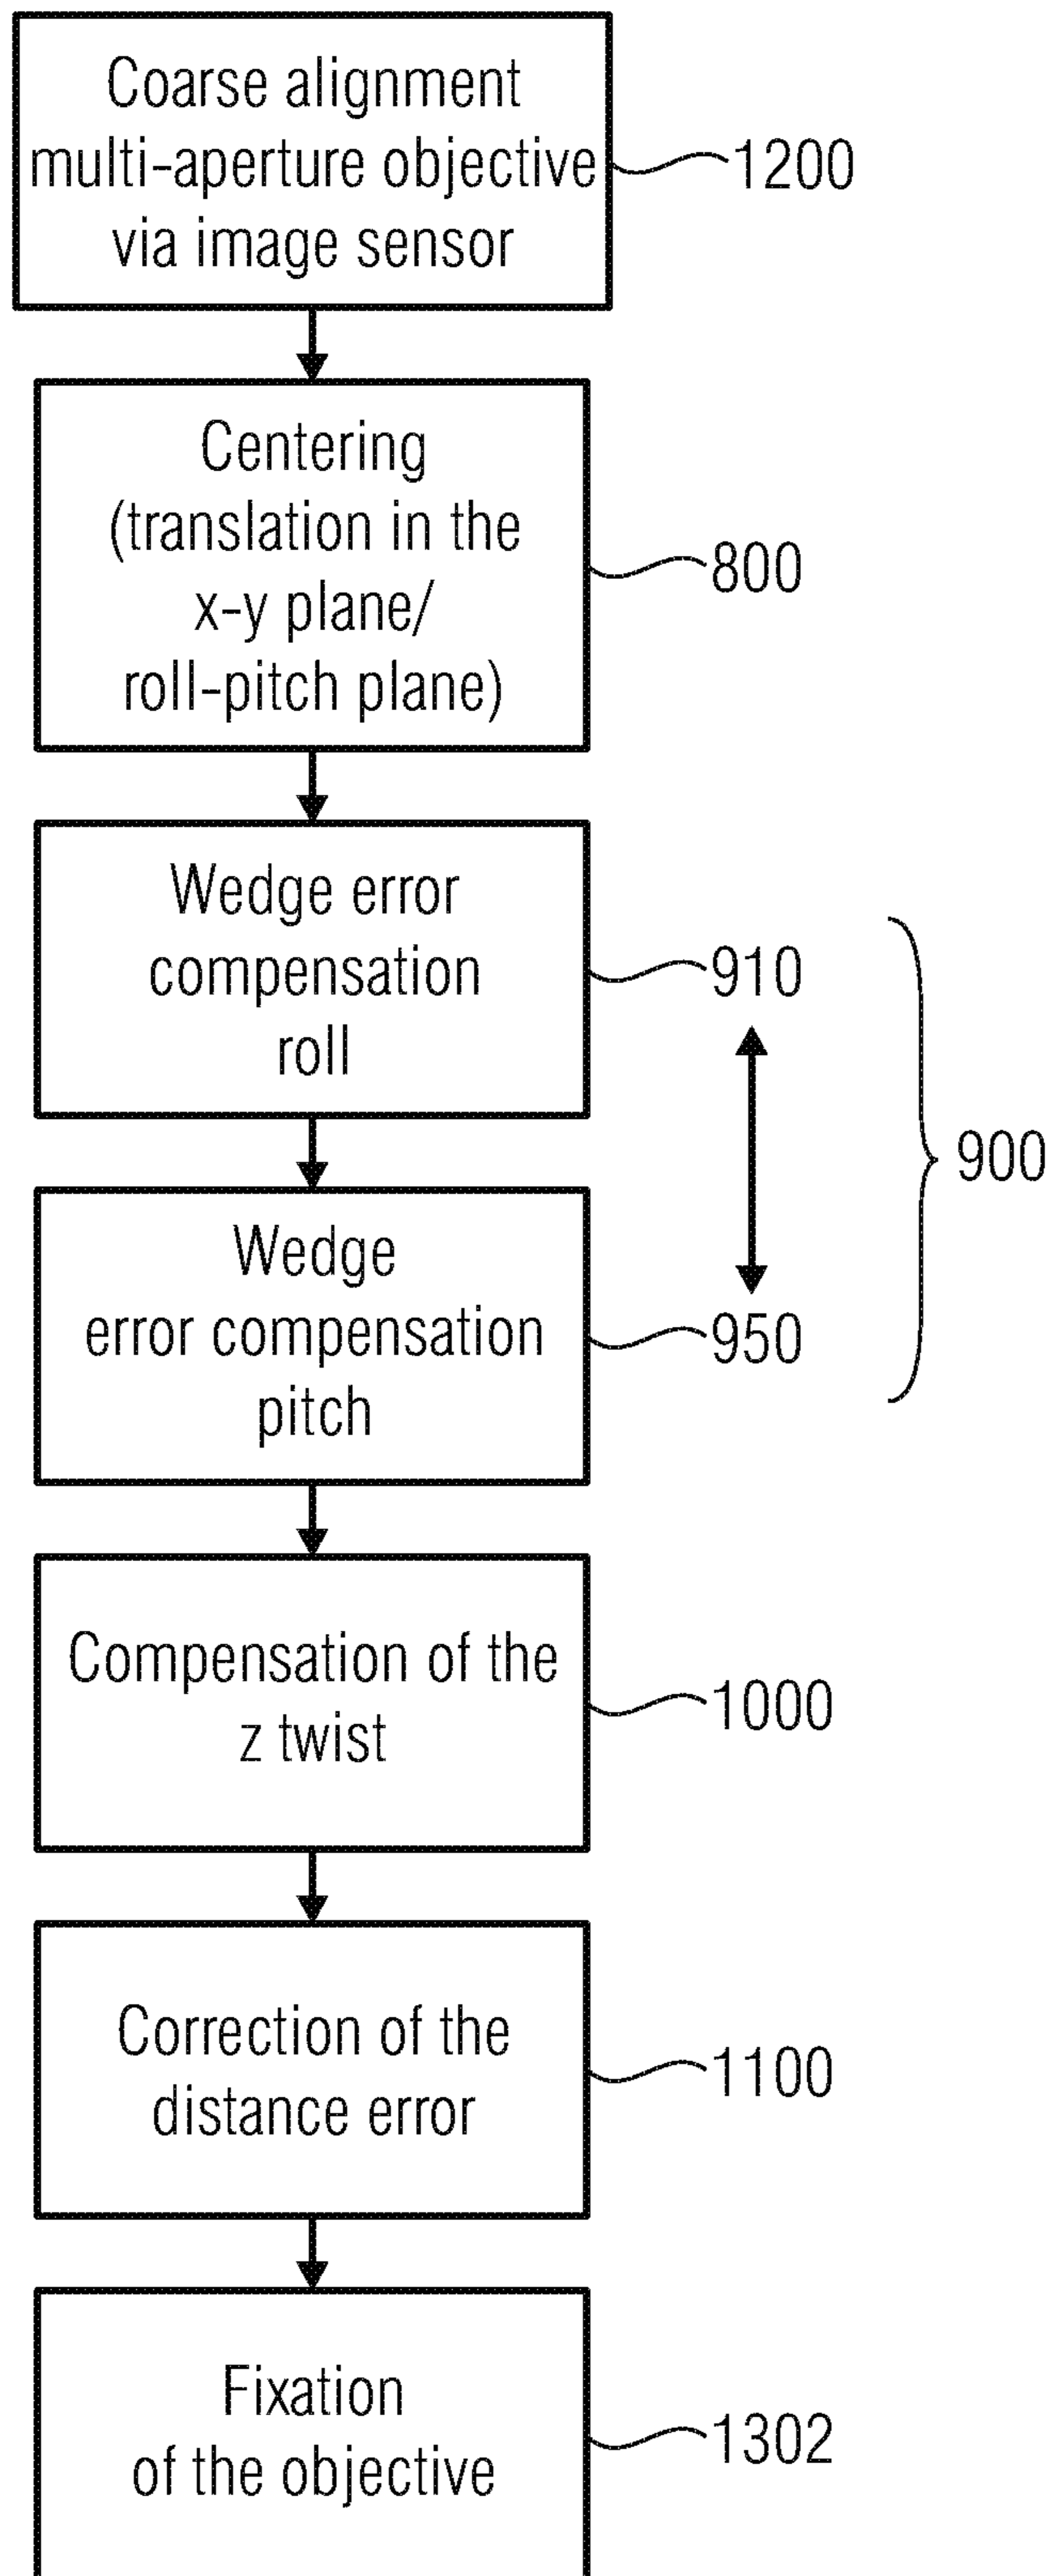 Coarse alignment
multi-aperture objective
via image sensor
1200
Centering
(translation in the
x-y plane/
roll-pitch plane)
800
Wedge error
compensation
roll
910
900
Wedge
error compensation
pitch
950
Compensation of the
z twist
1000
Correction of the
distance error
1100
Fixation
of the objective
1302